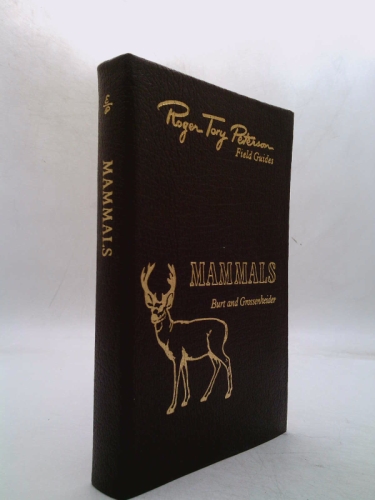 MAMMALS
Roger Tory Peterson
Field Guides
MAMMALS
Burt and Grossenheider